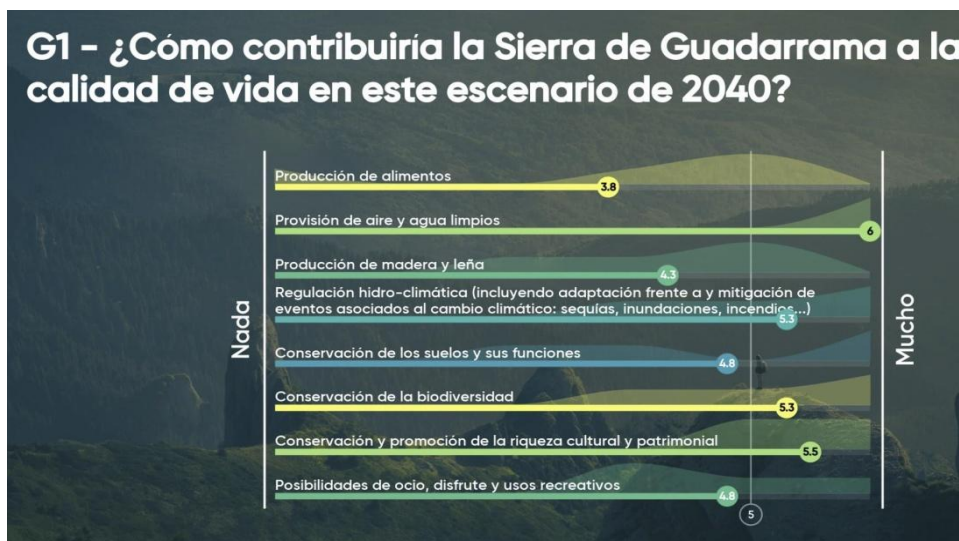 G1 - ¿Cómo contribuiría la Sierra de Guadarrama a la
calidad de vida en este escenario de 2040?
Nada
Producción de alimentos
3.8
Provisión de aire y agua limpios
6
Producción de madera y leña
4.3
Regulación hidro-climática (incluyendo adaptación frente a y mitigación de
eventos asociados al cambio climático: sequías, inundaciones, incendios...)
5.3
Conservación de los suelos y sus funciones
4.8
Conservación de la biodiversidad
5.3
Conservación y promoción de la riqueza cultural y patrimonial
5.5
Posibilidades de ocio, disfrute y usos recreativos
4.8
5
Mucho